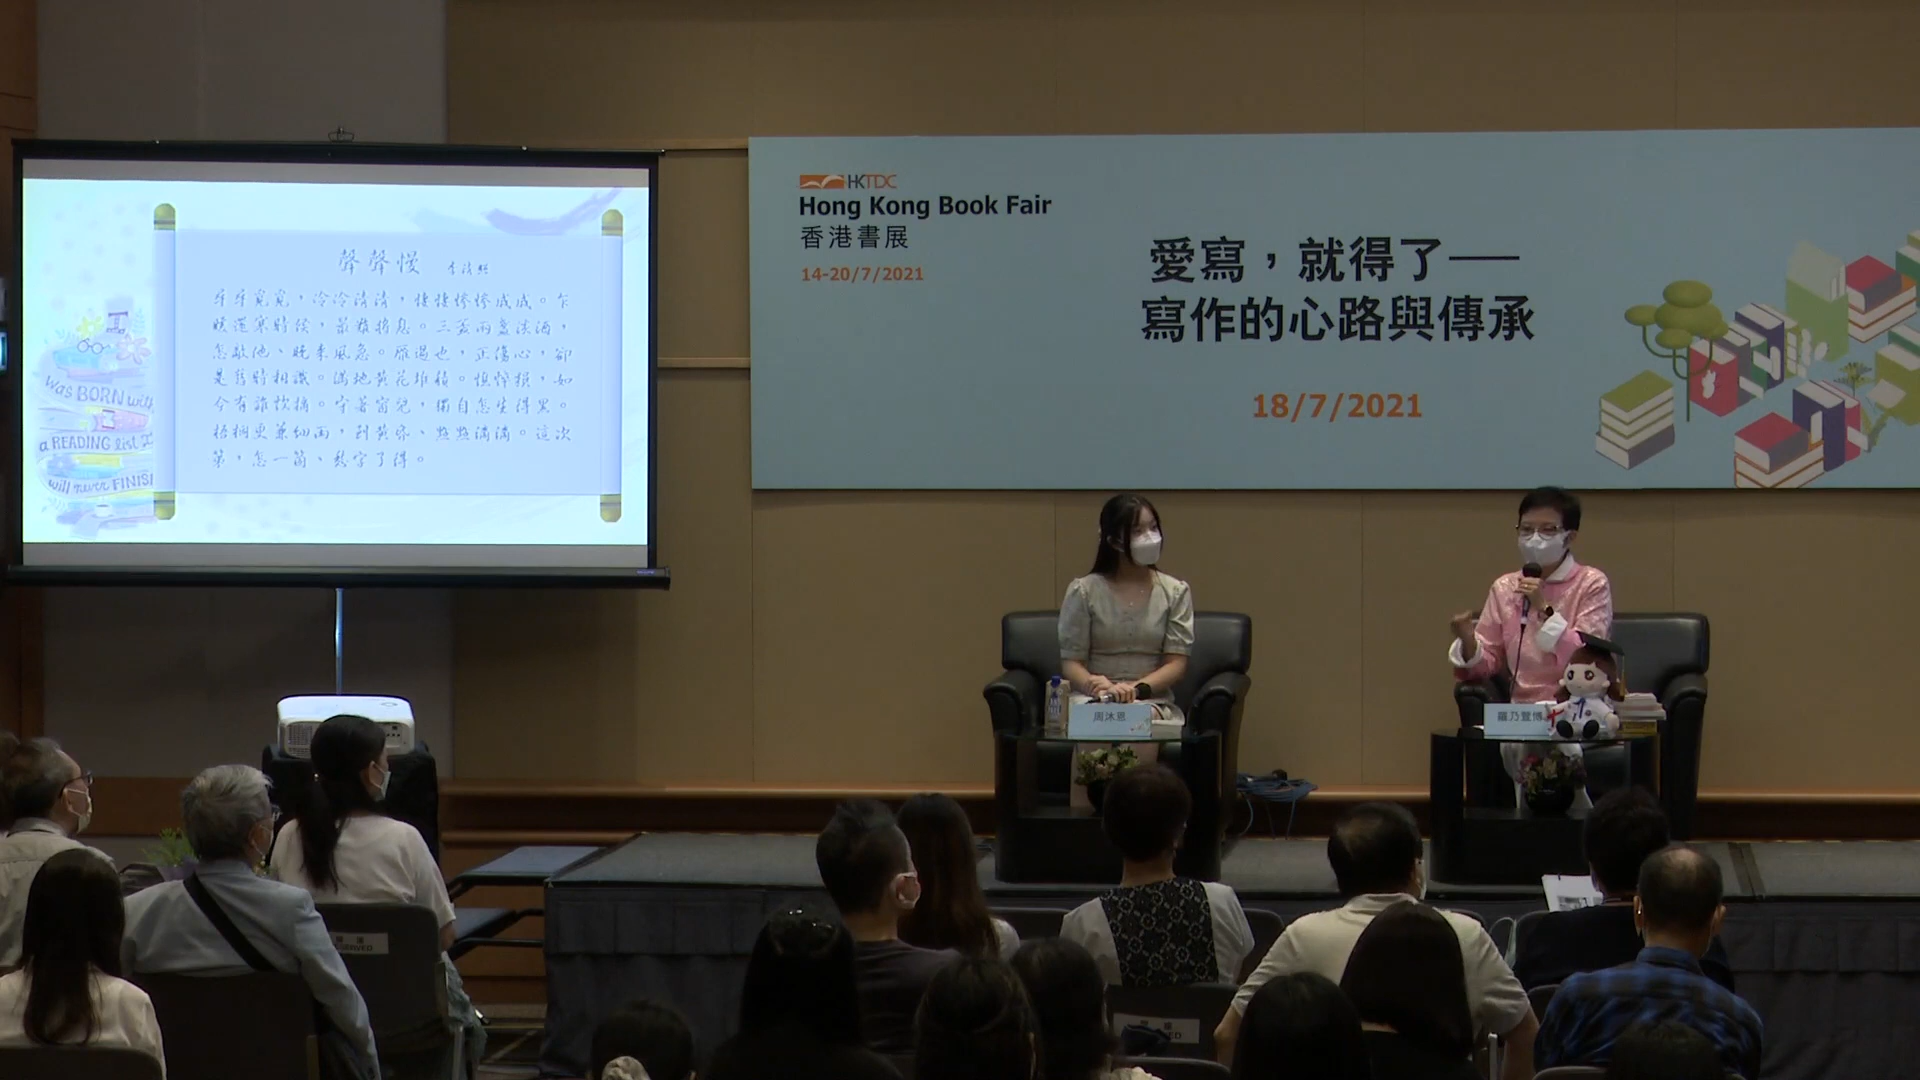 聲聲慢 李清照
尋尋覓覓，冷冷清清，悽悽慘慘戚戚。乍
暖還寒時候，最難將息。三盃兩盞淡酒，
怎敵他、晚來風急。雁過也，正傷心，卻
是舊時相識。滿地黃花堆積。憔悴損，如
今有誰忺摘。守著窗兒，獨自怎生得黑。
梧桐更兼細雨，到黃昏、點點滴滴。這次
第，怎一箇、愁字了得。
was BORN with
a READING list I
will never FINISH
HKTDC
Hong Kong Book Fair
香港書展
14-20/7/2021
愛寫，就得了——
寫作的心路與傳承
18/7/2021
周沐恩
羅乃萱博
RESERVED